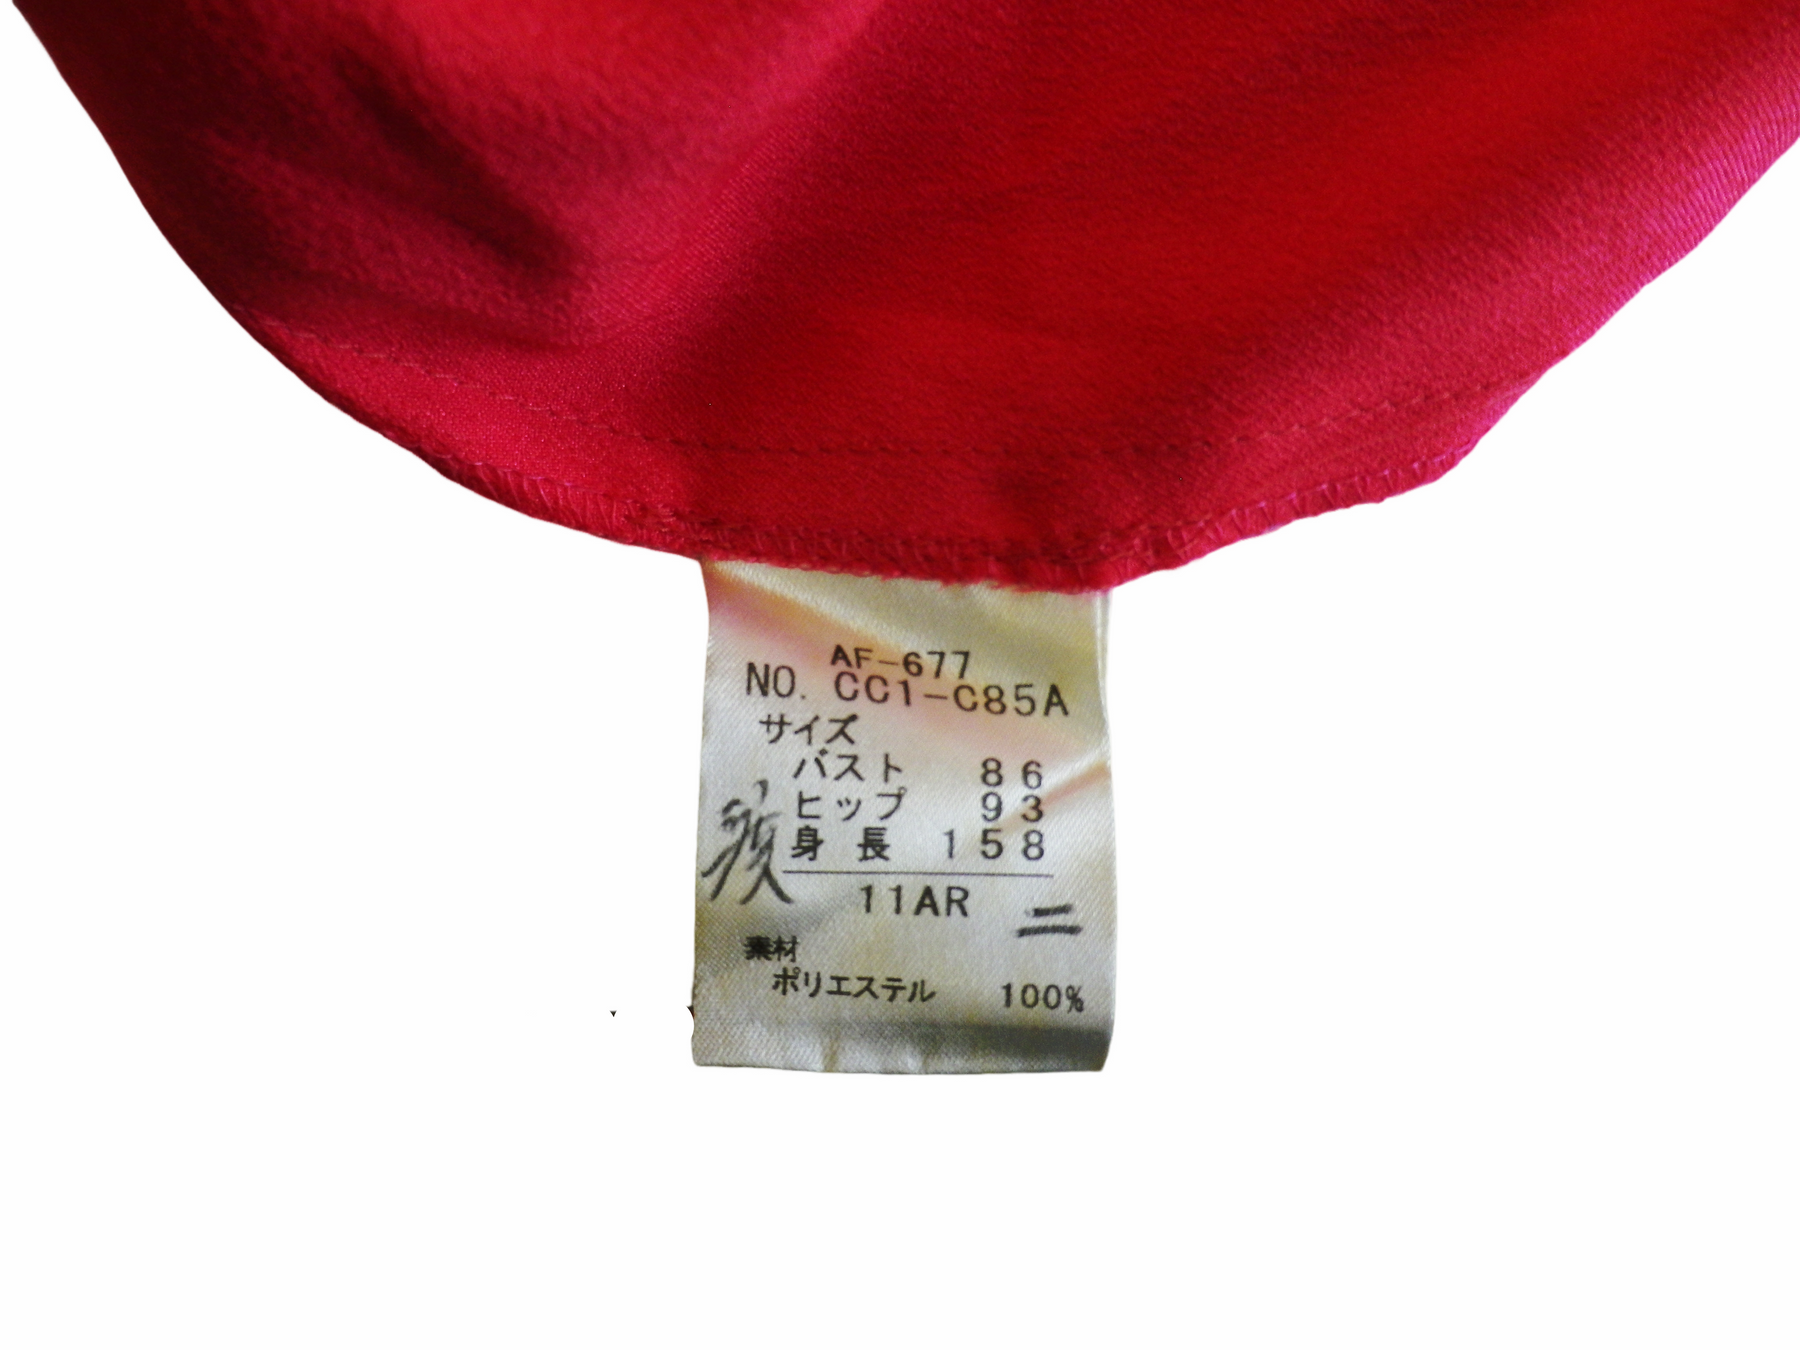 AF-677
NO. CC1-C85A
サイズ
バスト 86
ヒップ 93
身長 158
11AR
二
素材
ポリエステル 100%